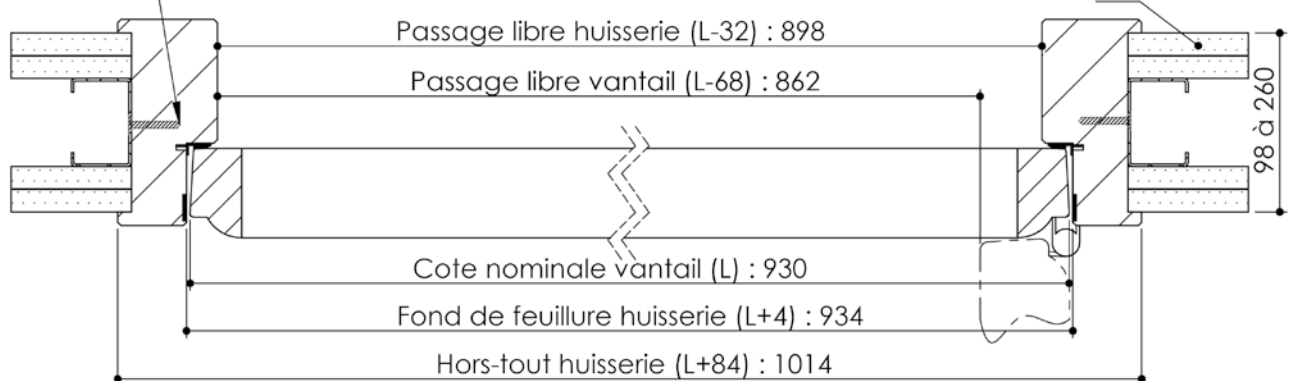 Passage libre huisserie (L-32) : 898
Passage libre vantail (L-68) : 862
98 à 260
Cote nominale vantail (L) : 930
Fond de feuillure huisserie (L+4) : 934
Hors-tout huisserie (L+84) : 1014